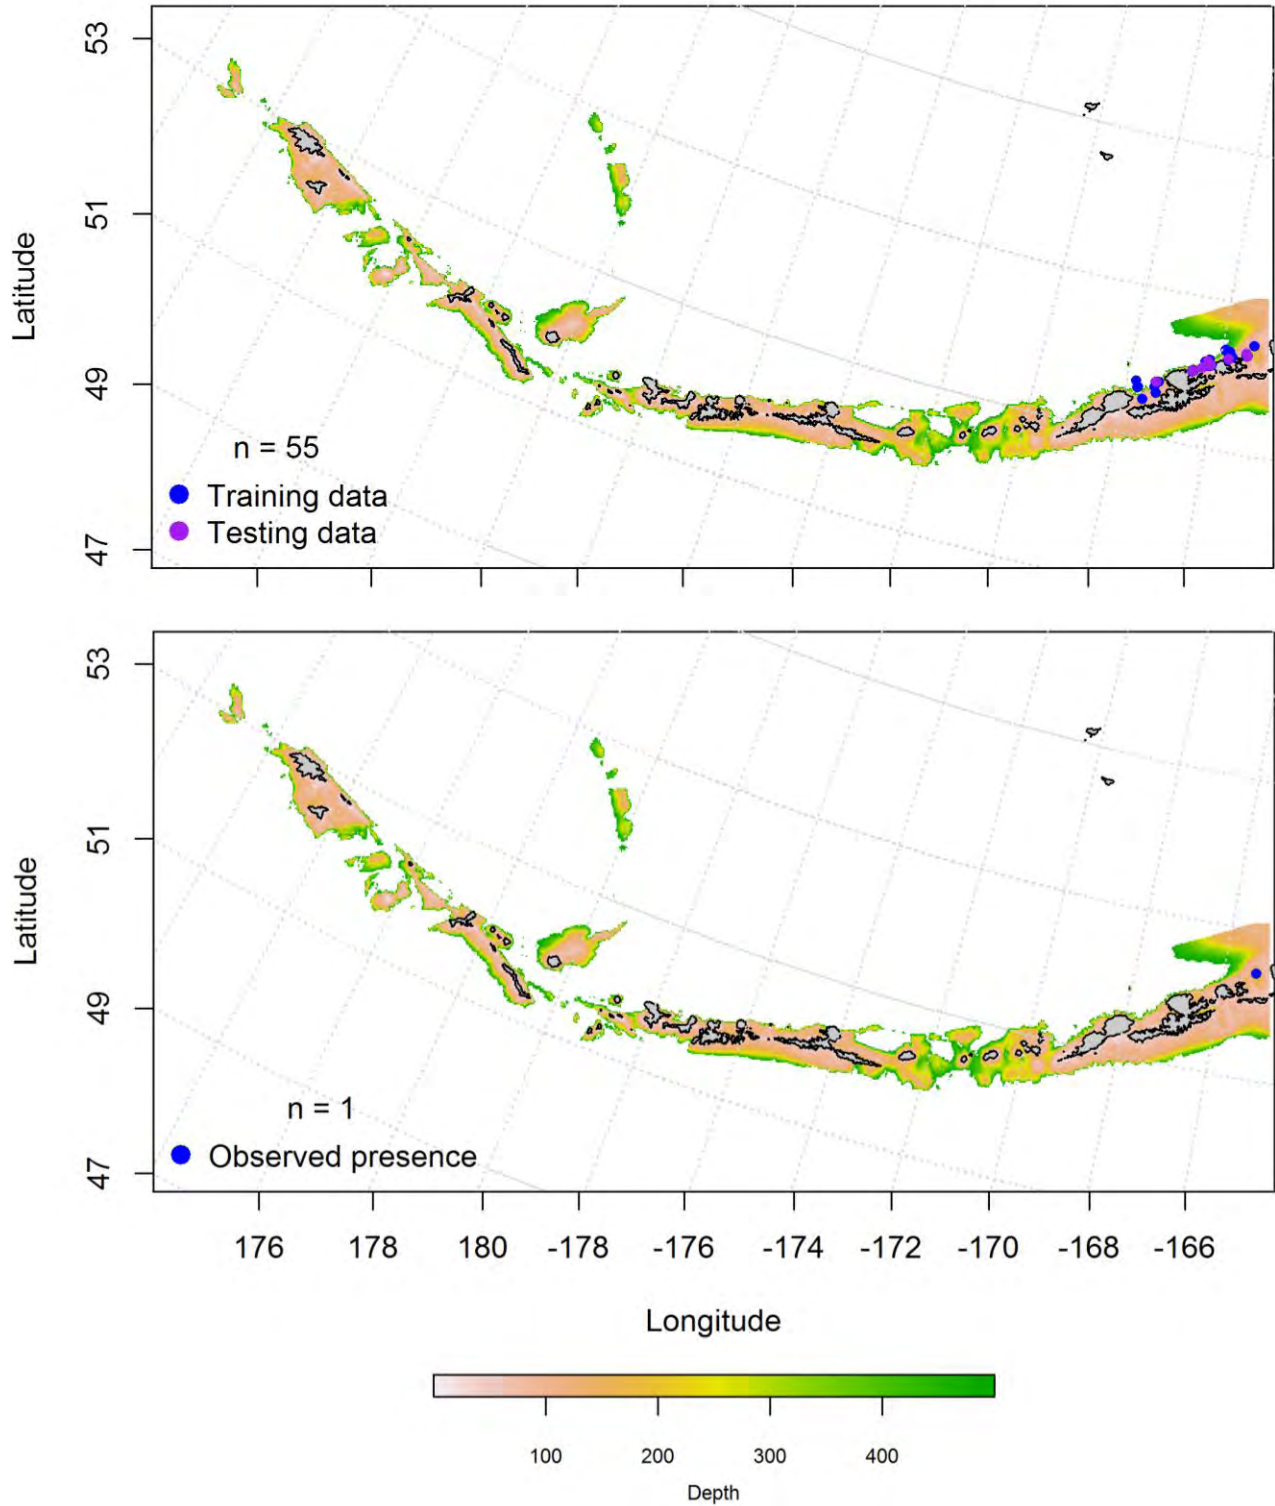 53
51
49
47
Latitude
n = 55
Training data
Testing data
53
51
49
47
Latitude
n = 1
Observed presence
176 178 180 -178 -176 -174 -172 -170 -168 -166
Longitude
100 200 300 400
Depth